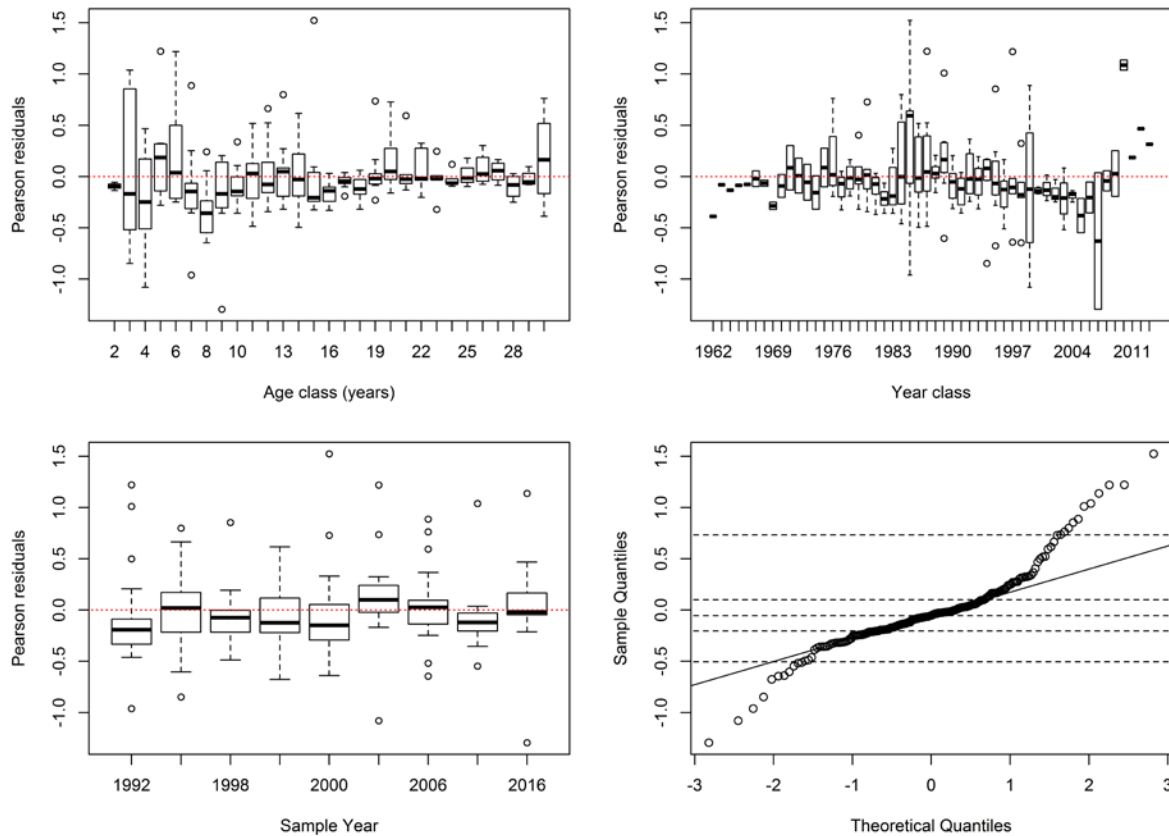 1.5
1.0
0.5
0.0
-0.5
-1.0
Pearson residuals
2 4 6 8 10 13 16 19 22 25 28
Age class (years)
1.5
1.0
0.5
0.0
-0.5
-1.0
Pearson residuals
1962 1969 1976 1983 1990 1997 2004 2011
Year class
1.5
1.0
0.5
0.0
-0.5
-1.0
Pearson residuals
1992 1998 2000 2006 2016
Sample Year
1.5
1.0
0.5
0.0
-0.5
-1.0
Sample Quantiles
-3 -2 -1 0 1 2 3
Theoretical Quantiles